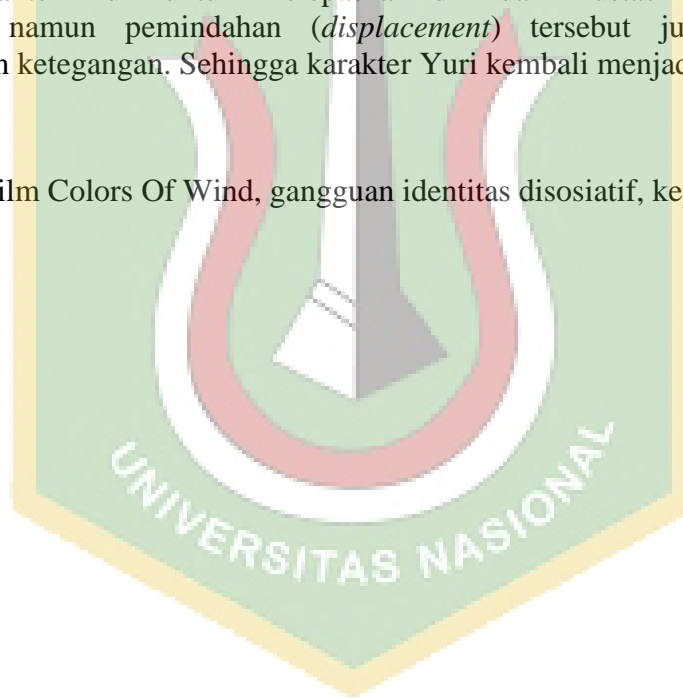 namun pemindahan (displacement) tersebut ju
ketegangan. Sehingga karakter Yuri kembali menjad
ilm Colors Of Wind, gangguan identitas disosiatif, ke
UNIVERSITAS NASIONAL